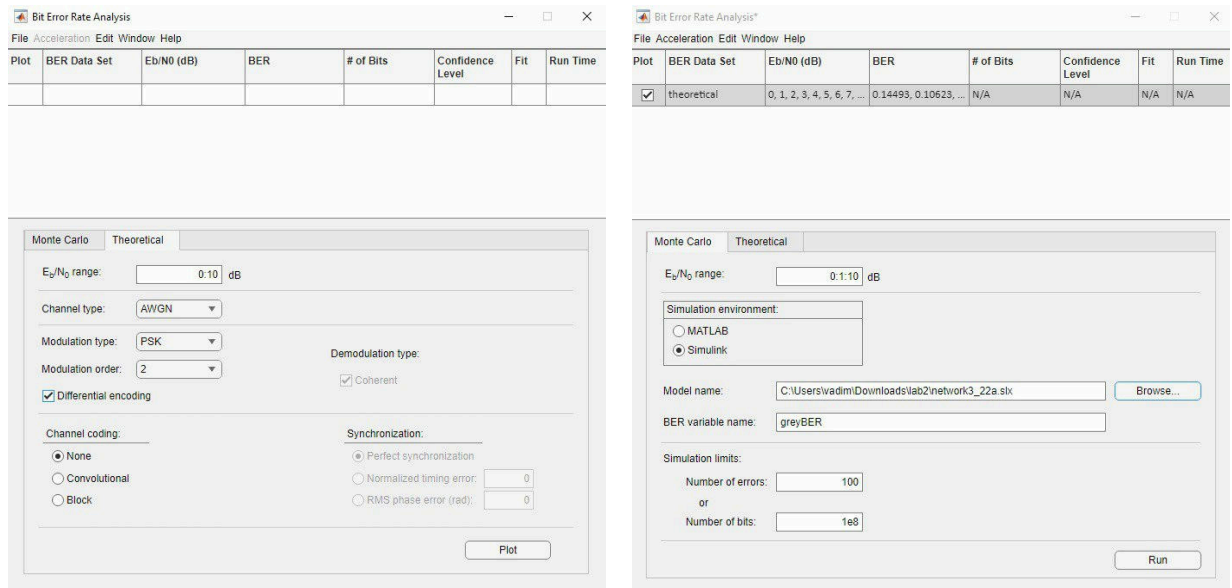 Bit Error Rate Analysis
File Acceleration Edit Window Help
Plot BER Data Set Eb/N0 (dB) BER # of Bits Confidence Level Fit Run Time
Monte Carlo Theoretical
Eb/N0 range: 0:10 dB
Channel type: AWGN
Modulation type: PSK
Demodulation type:
Modulation order: 2
Coherent
Differential encoding
Channel coding: Synchronization:
None Perfect synchronization
Convolutional Normalized timing error: 0
Block RMS phase error (rad): 0
Plot
Bit Error Rate Analysis*
File Acceleration Edit Window Help
Plot BER Data Set Eb/N0 (dB) BER # of Bits Confidence Level Fit Run Time
theoretical 0, 1, 2, 3, 4, 5, 6, 7, ... 0.14493, 0.10623, ... N/A N/A N/A N/A
Monte Carlo Theoretical
Eb/N0 range: 0:1:10 dB
Simulation environment:
MATLAB
Simulink
Model name: C:\Users\vadim\Downloads\lab2\network3_22a.slx Browse...
BER variable name: greyBER
Simulation limits:
Number of errors: 100
or
Number of bits: 1e8
Run